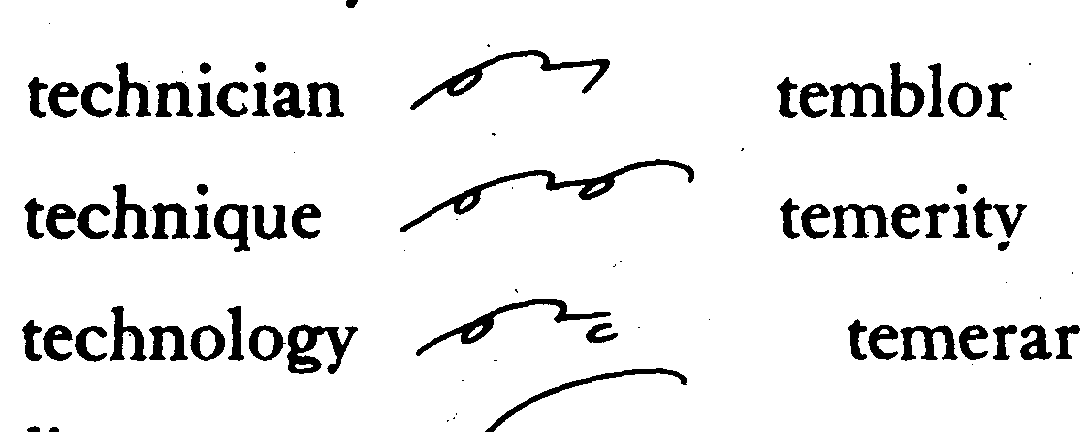 technician temblor
technique temerity
technology temerar